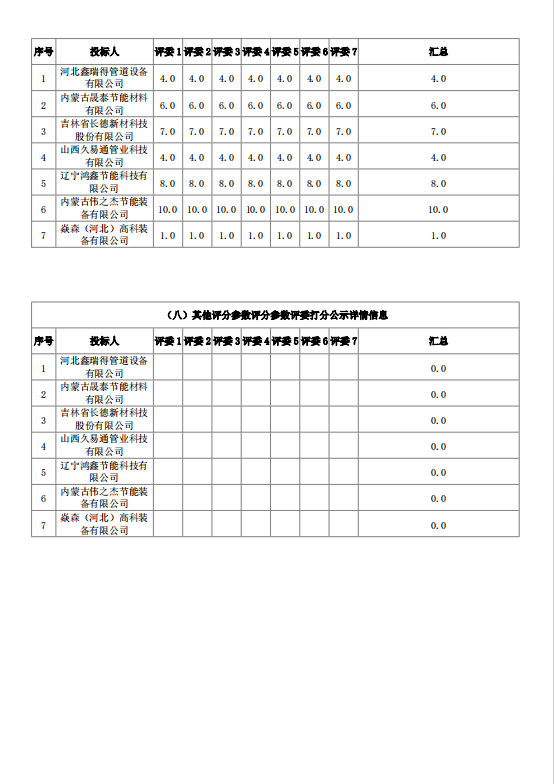 序号 投标人 评委 1 评委 2 评委 3 评委 4 评委 5 评委 6 评委 7 汇总
1 河北鑫瑞得管道设备有限公司 4.0 4.0 4.0 4.0 4.0 4.0 4.0 4.0
2 内蒙古晟泰节能材料有限公司 6.0 6.0 6.0 6.0 6.0 6.0 6.0 6.0
3 吉林省长德新材科技股份有限公司 7.0 7.0 7.0 7.0 7.0 7.0 7.0 7.0
4 山西久易通管业科技有限公司 4.0 4.0 4.0 4.0 4.0 4.0 4.0 4.0
5 辽宁鸿鑫节能科技有限公司 8.0 8.0 8.0 8.0 8.0 8.0 8.0 8.0
6 内蒙古伟之杰节能装备有限公司 10.0 10.0 10.0 10.0 10.0 10.0 10.0 10.0
7 焱森（河北）高科装备有限公司 1.0 1.0 1.0 1.0 1.0 1.0 1.0 1.0
（八）其他评分参数评分参数评委打分公示详情信息
序号 投标人 评委 1 评委 2 评委 3 评委 4 评委 5 评委 6 评委 7 汇总
1 河北鑫瑞得管道设备有限公司 0.0
2 内蒙古晟泰节能材料有限公司 0.0
3 吉林省长德新材科技股份有限公司 0.0
4 山西久易通管业科技有限公司 0.0
5 辽宁鸿鑫节能科技有限公司 0.0
6 内蒙古伟之杰节能装备有限公司 0.0
7 焱森（河北）高科装备有限公司 0.0